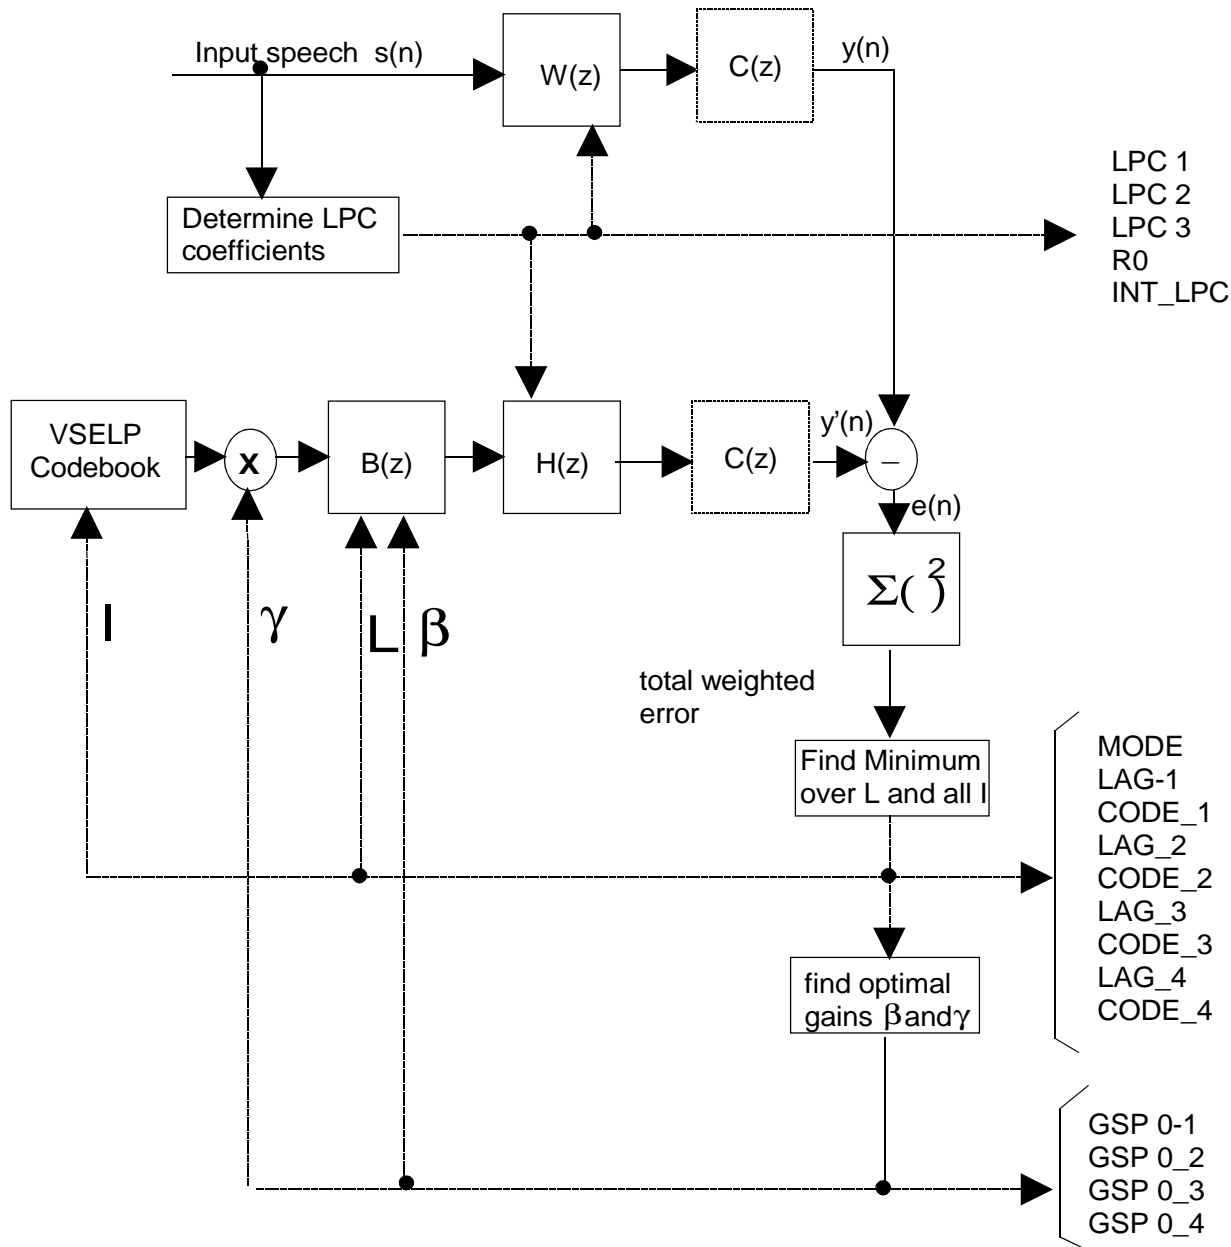 Input speech s(n)
W(z)
C(z)
y(n)
LPC 1
LPC 2
LPC 3
R0
INT_LPC
Determine LPC
coefficients
VSELP
Codebook
x
B(z)
H(z)
C(z)
y'(n)
−
e(n)
Σ( )²
I
γ
L
β
total weighted
error
Find Minimum
over L and all I
MODE
LAG-1
CODE_1
LAG_2
CODE_2
LAG_3
CODE_3
LAG_4
CODE_4
find optimal
gains β and γ
GSP 0-1
GSP 0_2
GSP 0_3
GSP 0_4